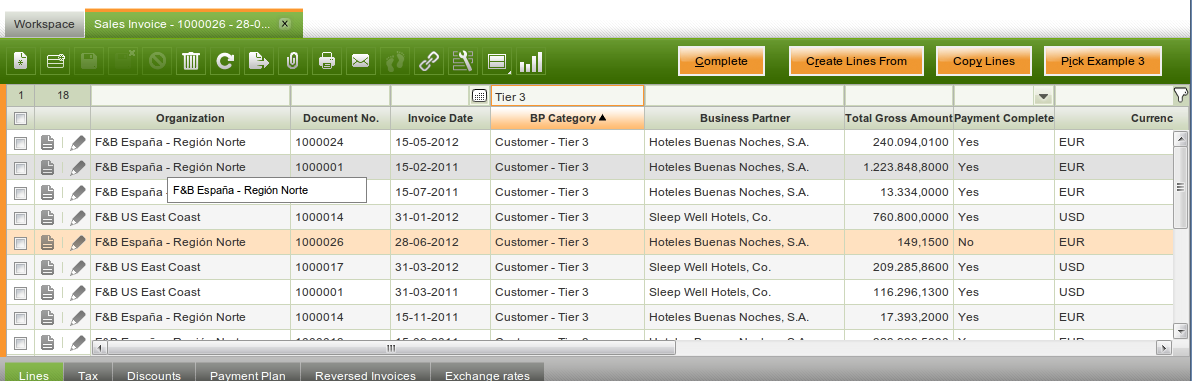 Workspace
Sales Invoice - 1000026 - 28-0... x
Complete Create Lines From Copy Lines Pick Example 3
1 18 Tier 3
Organization Document No. Invoice Date BP Category Business Partner Total Gross Amount Payment Complete Currenc
F&B España - Región Norte 1000024 15-05-2012 Customer - Tier 3 Hoteles Buenas Noches, S.A. 240.094,0100 Yes EUR
F&B España - Región Norte 1000001 15-02-2011 Customer - Tier 3 Hoteles Buenas Noches, S.A. 1.223.848,8000 Yes EUR
F&B España - 15-07-2011 Customer - Tier 3 Hoteles Buenas Noches, S.A. 13.334,0000 Yes EUR
F&B España - Región Norte
F&B US East Coast 1000014 31-01-2012 Customer - Tier 3 Sleep Well Hotels, Co. 760.800,0000 Yes USD
F&B España - Región Norte 1000026 28-06-2012 Customer - Tier 3 Hoteles Buenas Noches, S.A. 149,1500 No EUR
F&B US East Coast 1000017 31-03-2012 Customer - Tier 3 Sleep Well Hotels, Co. 209.285,8600 Yes USD
F&B US East Coast 1000001 31-03-2011 Customer - Tier 3 Sleep Well Hotels, Co. 116.296,1300 Yes USD
F&B España - Región Norte 1000014 15-11-2011 Customer - Tier 3 Hoteles Buenas Noches, S.A. 17.393,2000 Yes EUR
Lines Tax Discounts Payment Plan Reversed Invoices Exchange rates